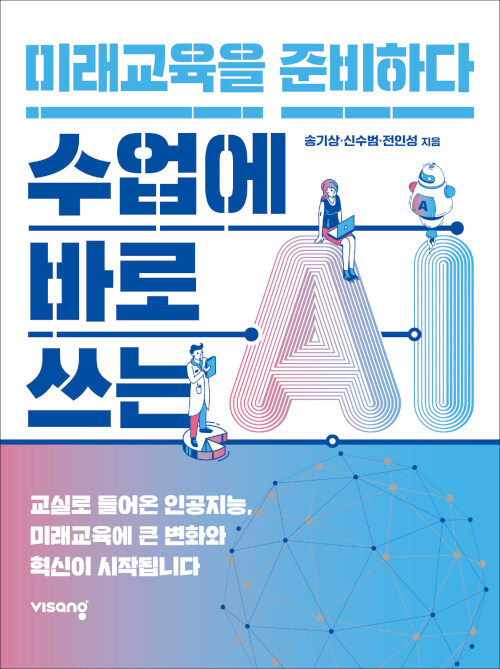 미래교육을 준비하다
송기상·신수범·전인성 지음
수업에
바로
쓰는
AI
A
교실로 들어온 인공지능,
미래교육에 큰 변화와
혁신이 시작됩니다
visang